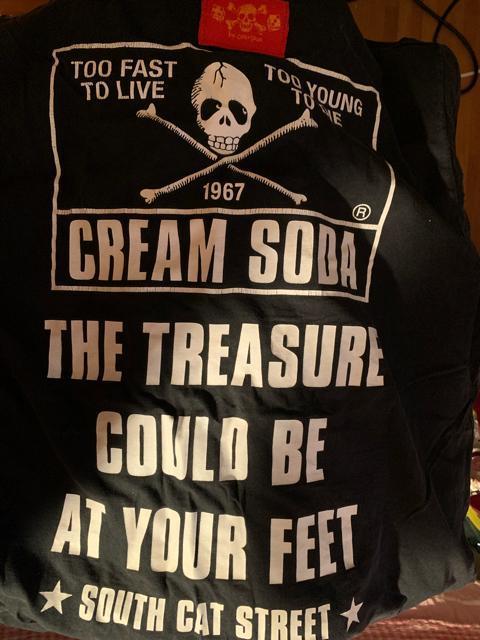 TOO FAST
TO LIVE
TOO YOUNG
TO DIE
1967
®
CREAM SODA
THE TREASURE
COULD BE
AT YOUR FEET
★ SOUTH CAT STREET ★